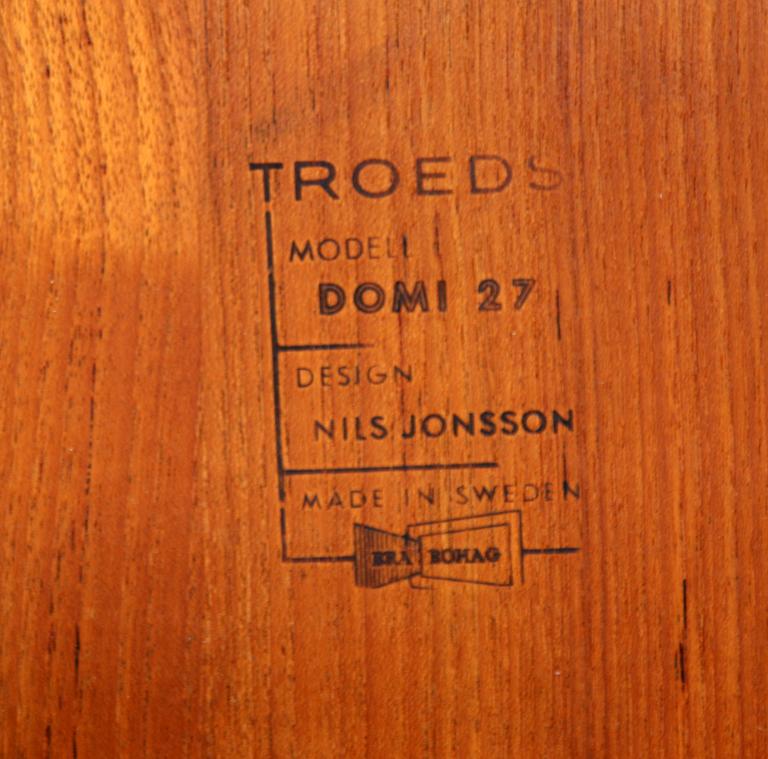 TROEDS
MODELL
DOMI 27
DESIGN
NILS JONSSON
MADE IN SWEDEN
BRA BOHAG